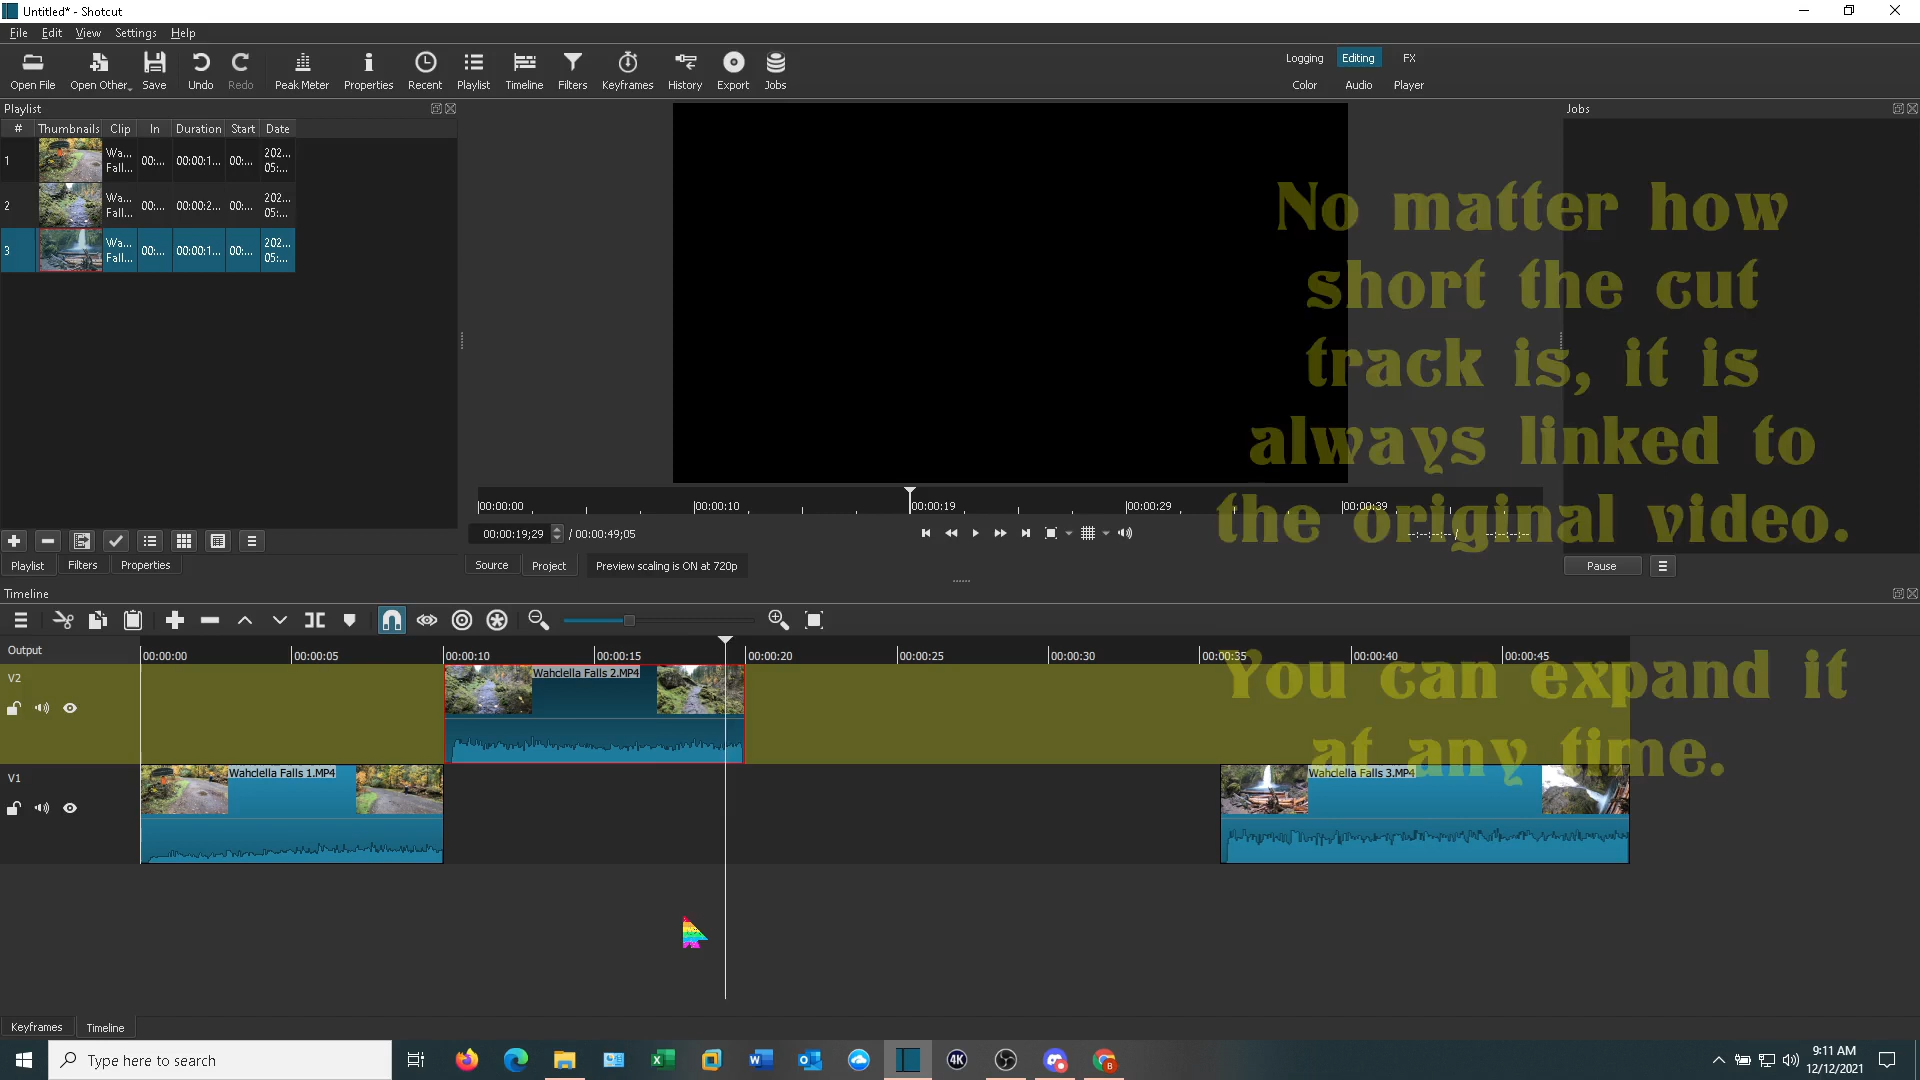 Untitled* - Shotcut
File Edit View Settings Help
Open File Open Other... Save Undo Redo Peak Meter Properties Recent Playlist Timeline Filters Keyframes History Export Jobs
Logging Editing FX
Color Audio Player
Playlist
Jobs
# Thumbnails Clip In Duration Start Date
1 Wa... Fall... 00:... 00:00:1... 00:... 202... 05:...
2 Wa... Fall... 00:... 00:00:2... 00:... 202... 05:...
3 Wa... Fall... 00:... 00:00:1... 00:... 202... 05:...
No matter how
short the cut
track is, it is
always linked to
the original video.
00:00:00 00:00:10 00:00:19 00:00:29 00:00:39
00:00:19;29 / 00:00:49;05
--:--:--:-- / --:--:--:--
Playlist Filters Properties
Source Project Preview scaling is ON at 720p
Pause
Timeline
Output
00:00:00 00:00:05 00:00:10 00:00:15 00:00:20 00:00:25 00:00:30 00:00:35 00:00:40 00:00:45
You can expand it
at any time.
V2
Wahclella Falls 2.MP4
V1
Wahclella Falls 1.MP4
Wahclella Falls 3.MP4
Keyframes Timeline
Type here to search
4K
B
9:11 AM
12/12/2021